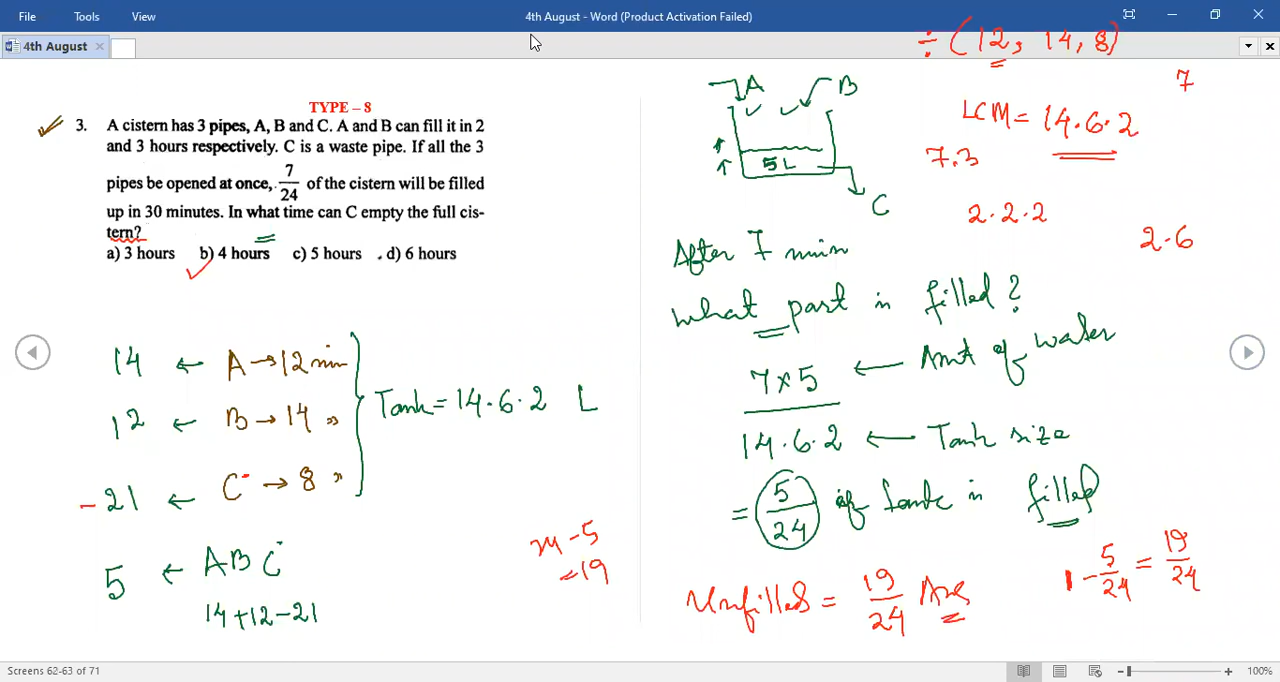 File Tools View
4th August - Word (Product Activation Failed)
4th August
TYPE – 8
3. A cistern has 3 pipes, A, B and C. A and B can fill it in 2
and 3 hours respectively. C is a waste pipe. If all the 3
pipes be opened at once, 7/24 of the cistern will be filled
up in 30 minutes. In what time can C empty the full cis-
tern?
a) 3 hours b) 4 hours c) 5 hours d) 6 hours
14 ← A → 12 min
12 ← B → 14 "
-21 ← C → 8 "
Tank = 14·6·2 L
5 ← A B C
14 + 12 - 21
÷ (12, 14, 8)
7
LCM = 14·6·2
7.3
2·2·2
2·6
A B
5 L
C
After 7 min
what part in filled?
7×5 ← Amt of water
14·6·2 ← Tank size
= 5/24 of tank in filled
-5
=19
Unfilled = 19/24 Ans
1 - 5/24 = 19/24
Screens 62-63 of 71
100%